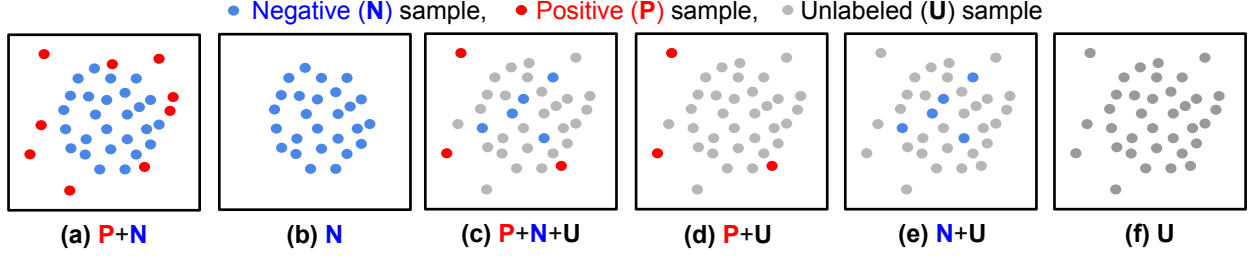 Negative (N) sample, Positive (P) sample, Unlabeled (U) sample
(a) P+N (b) N (c) P+N+U (d) P+U (e) N+U (f) U